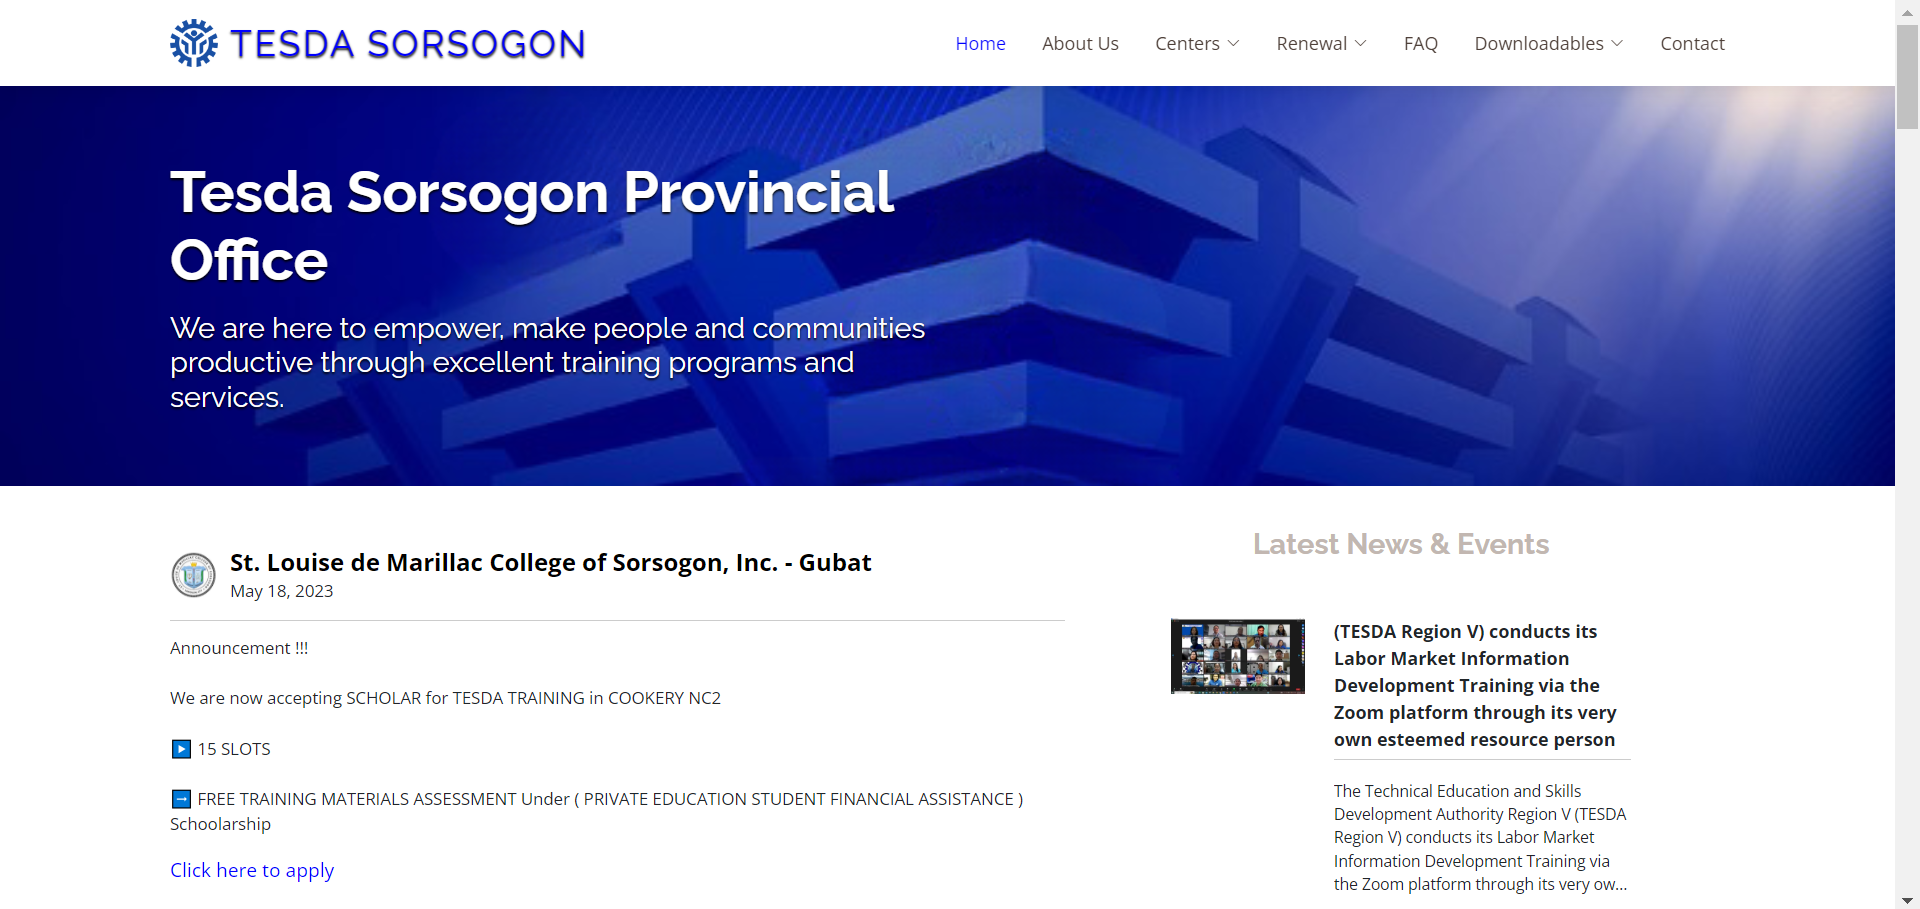 TESDA SORSOGON
Home
About Us
Centers
Renewal
FAQ
Downloadables
Contact
Tesda Sorsogon Provincial
Office
We are here to empower, make people and communities
productive through excellent training programs and
services.
St. Louise de Marillac College of Sorsogon, Inc. - Gubat
May 18, 2023
Announcement !!!
We are now accepting SCHOLAR for TESDA TRAINING in COOKERY NC2
15 SLOTS
FREE TRAINING MATERIALS ASSESSMENT Under ( PRIVATE EDUCATION STUDENT FINANCIAL ASSISTANCE )
Schoolarship
Click here to apply
Latest News & Events
(TESDA Region V) conducts its
Labor Market Information
Development Training via the
Zoom platform through its very
own esteemed resource person
The Technical Education and Skills
Development Authority Region V (TESDA
Region V) conducts its Labor Market
Information Development Training via
the Zoom platform through its very ow...